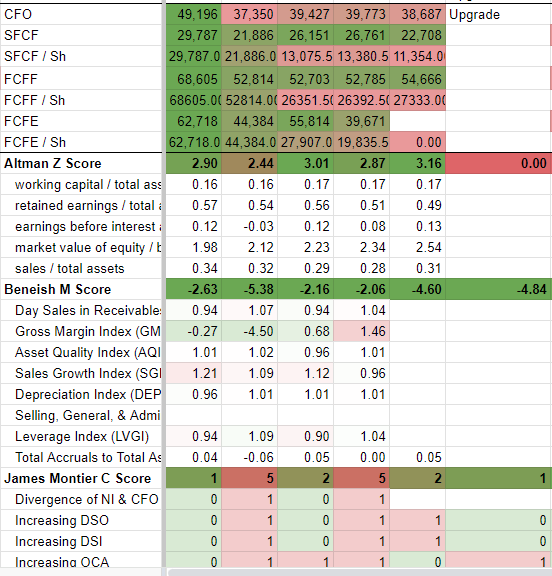 CFO 49,196 37,350 39,427 39,773 38,687 Upgrade
SFCF 29,787 21,886 26,151 26,761 22,708
SFCF / Sh 29,787.0 21,886.0 13,075.5 13,380.5 11,354.0
FCFF 68,605 52,814 52,703 52,785 54,666
FCFF / Sh 68605.00 52814.00 26351.50 26392.50 27333.00
FCFE 62,718 44,384 55,814 39,671
FCFE / Sh 62,718.0 44,384.0 27,907.0 19,835.5 0.00
Altman Z Score 2.90 2.44 3.01 2.87 3.16 0.00
working capital / total ass 0.16 0.16 0.17 0.17 0.17
retained earnings / total a 0.57 0.54 0.56 0.51 0.49
earnings before interest a 0.12 -0.03 0.12 0.08 0.13
market value of equity / b 1.98 2.12 2.23 2.34 2.54
sales / total assets 0.34 0.32 0.29 0.28 0.31
Beneish M Score -2.63 -5.38 -2.16 -2.06 -4.60 -4.84
Day Sales in Receivable 0.94 1.07 0.94 1.04
Gross Margin Index (GM -0.27 -4.50 0.68 1.46
Asset Quality Index (AQI 1.01 1.02 0.96 1.01
Sales Growth Index (SGI 1.21 1.09 1.12 0.96
Depreciation Index (DEP 0.96 1.01 1.01 1.01
Selling, General, & Admi
Leverage Index (LVGI) 0.94 1.09 0.90 1.04
Total Accruals to Total As 0.04 -0.06 0.05 0.00 0.05
James Montier C Score 1 5 2 5 2 1
Divergence of NI & CFO 0 1 0 1
Increasing DSO 0 1 0 1 1 0
Increasing DSI 0 1 0 1 1 0
Increasing OCA 0 1 1 1 0 1